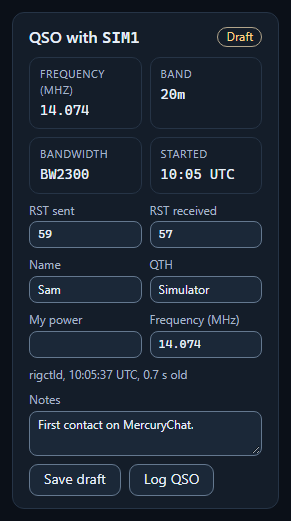 QSO with SIM1
Draft
FREQUENCY (MHZ)
14.074
BAND
20m
BANDWIDTH
BW2300
STARTED
10:05 UTC
RST sent
RST received
59
57
Name
QTH
Sam
Simulator
My power
Frequency (MHz)
14.074
rigctld, 10:05:37 UTC, 0.7 s old
Notes
First contact on MercuryChat.
Save draft
Log QSO